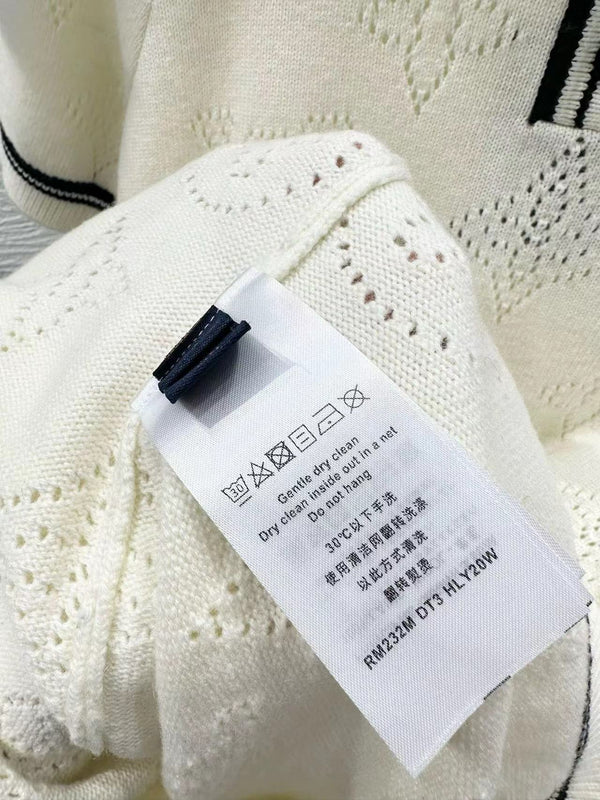 30
Gentle dry clean
Dry clean inside out in a net
Do not hang
30℃以下手洗
使用清洁网翻转洗涤
以此方式清洗
翻转熨烫
RM232M DT3 HLY20W